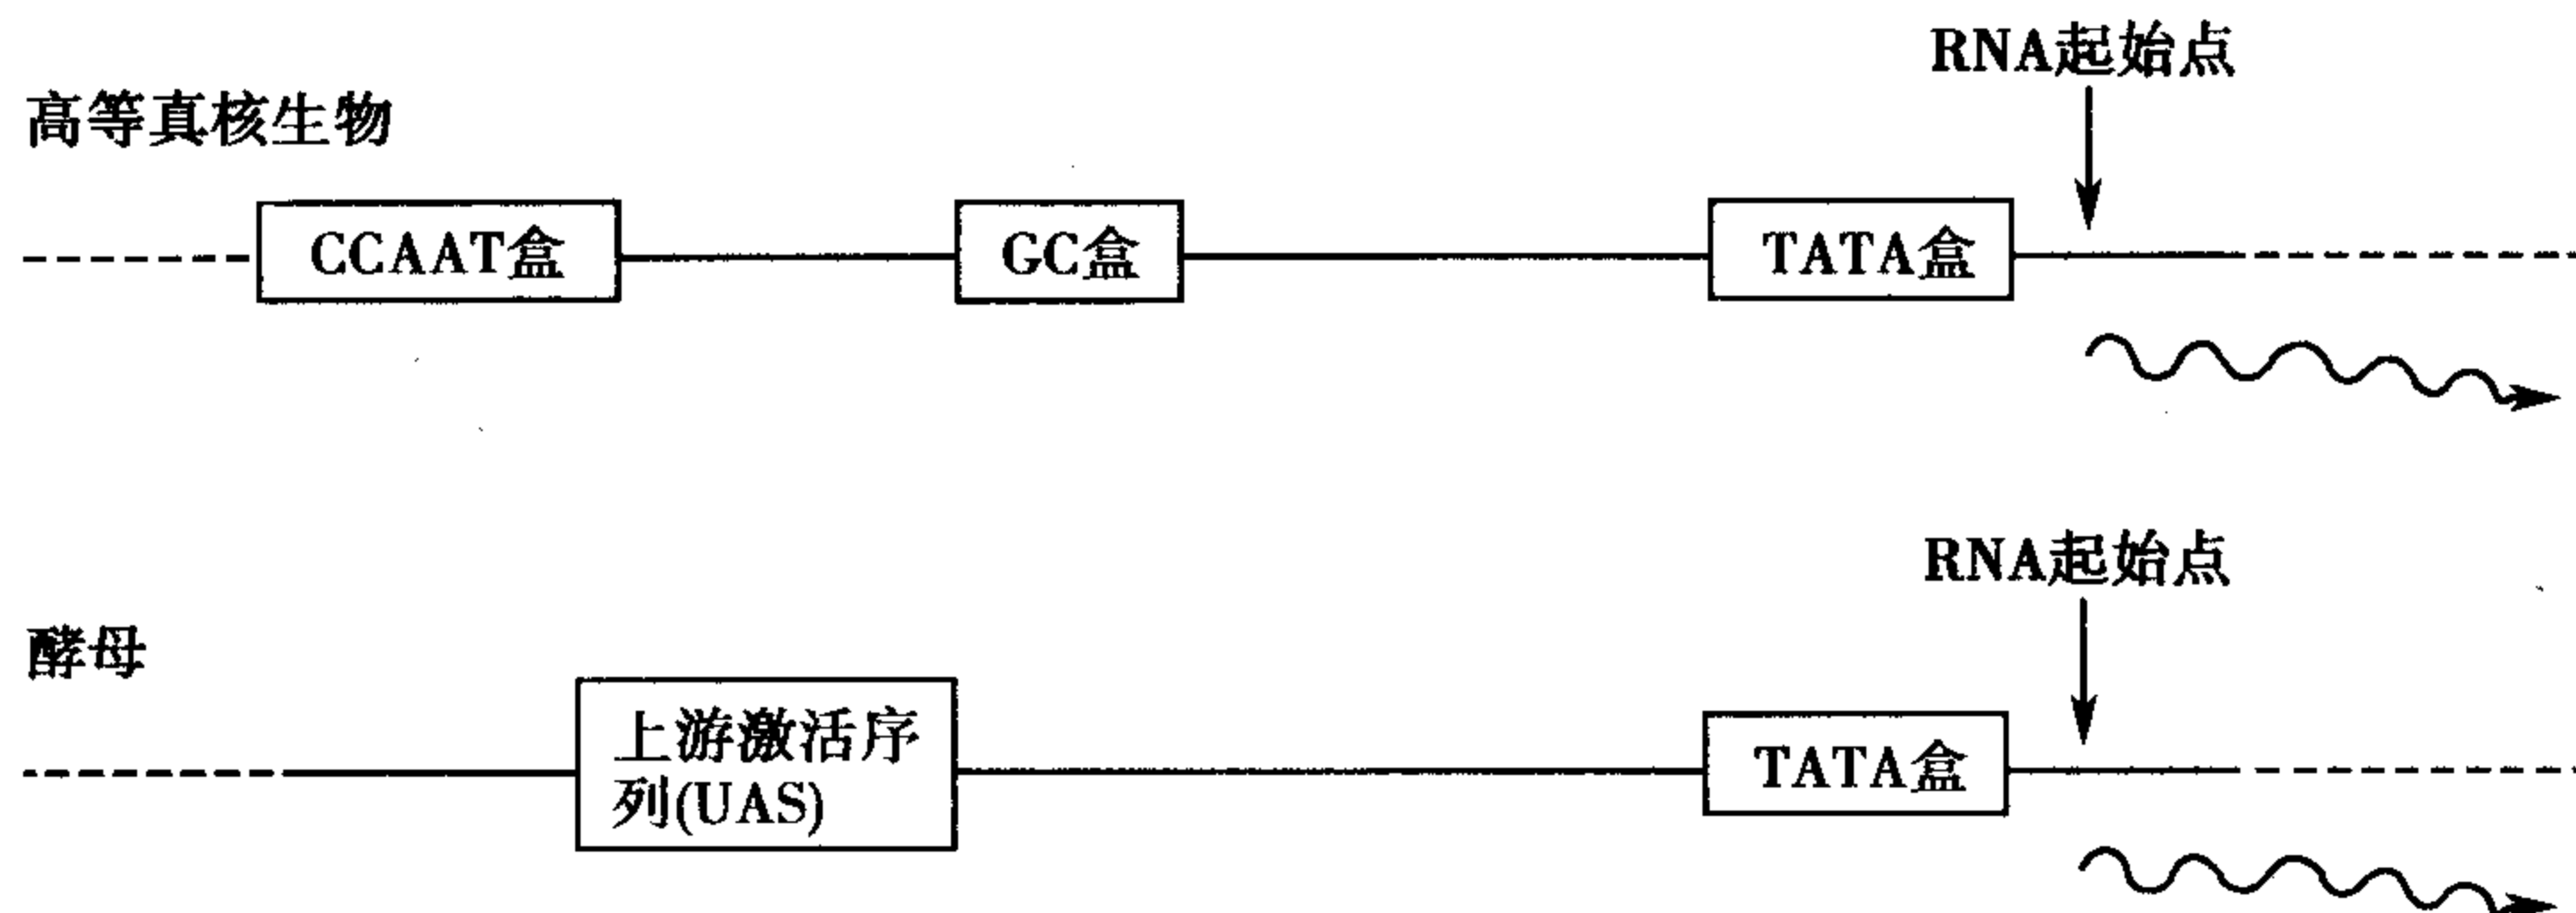 RNA起始点
高等真核生物
CCAAT盒
GC盒
TATA盒
RNA起始点
酵母
上游激活序
列(UAS)
TATA盒